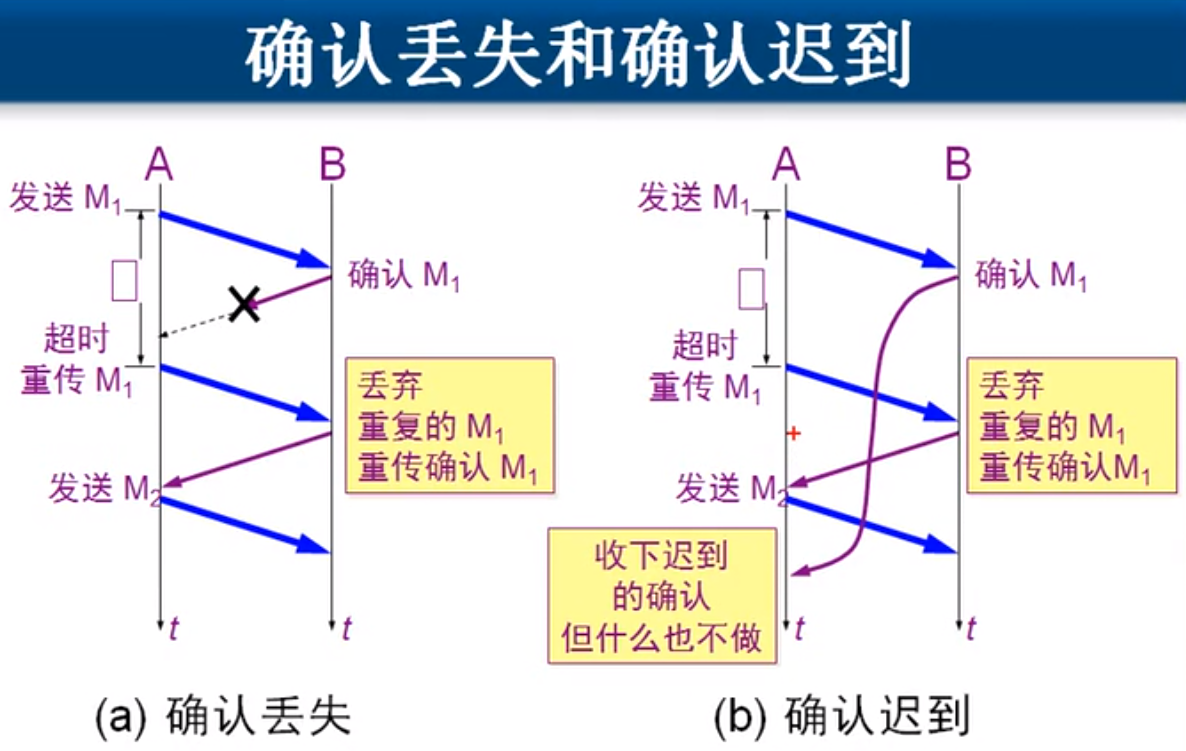 确认丢失和确认迟到
A
B
发送 M₁
确认 M₁
超时
重传 M₁
丢弃
重复的 M₁
重传确认 M₁
发送 M₂
t
t
(a) 确认丢失
A
B
发送 M₁
确认 M₁
超时
重传 M₁
丢弃
重复的 M₁
重传确认M₁
发送 M₂
收下迟到
的确认
但什么也不做
t
t
(b) 确认迟到